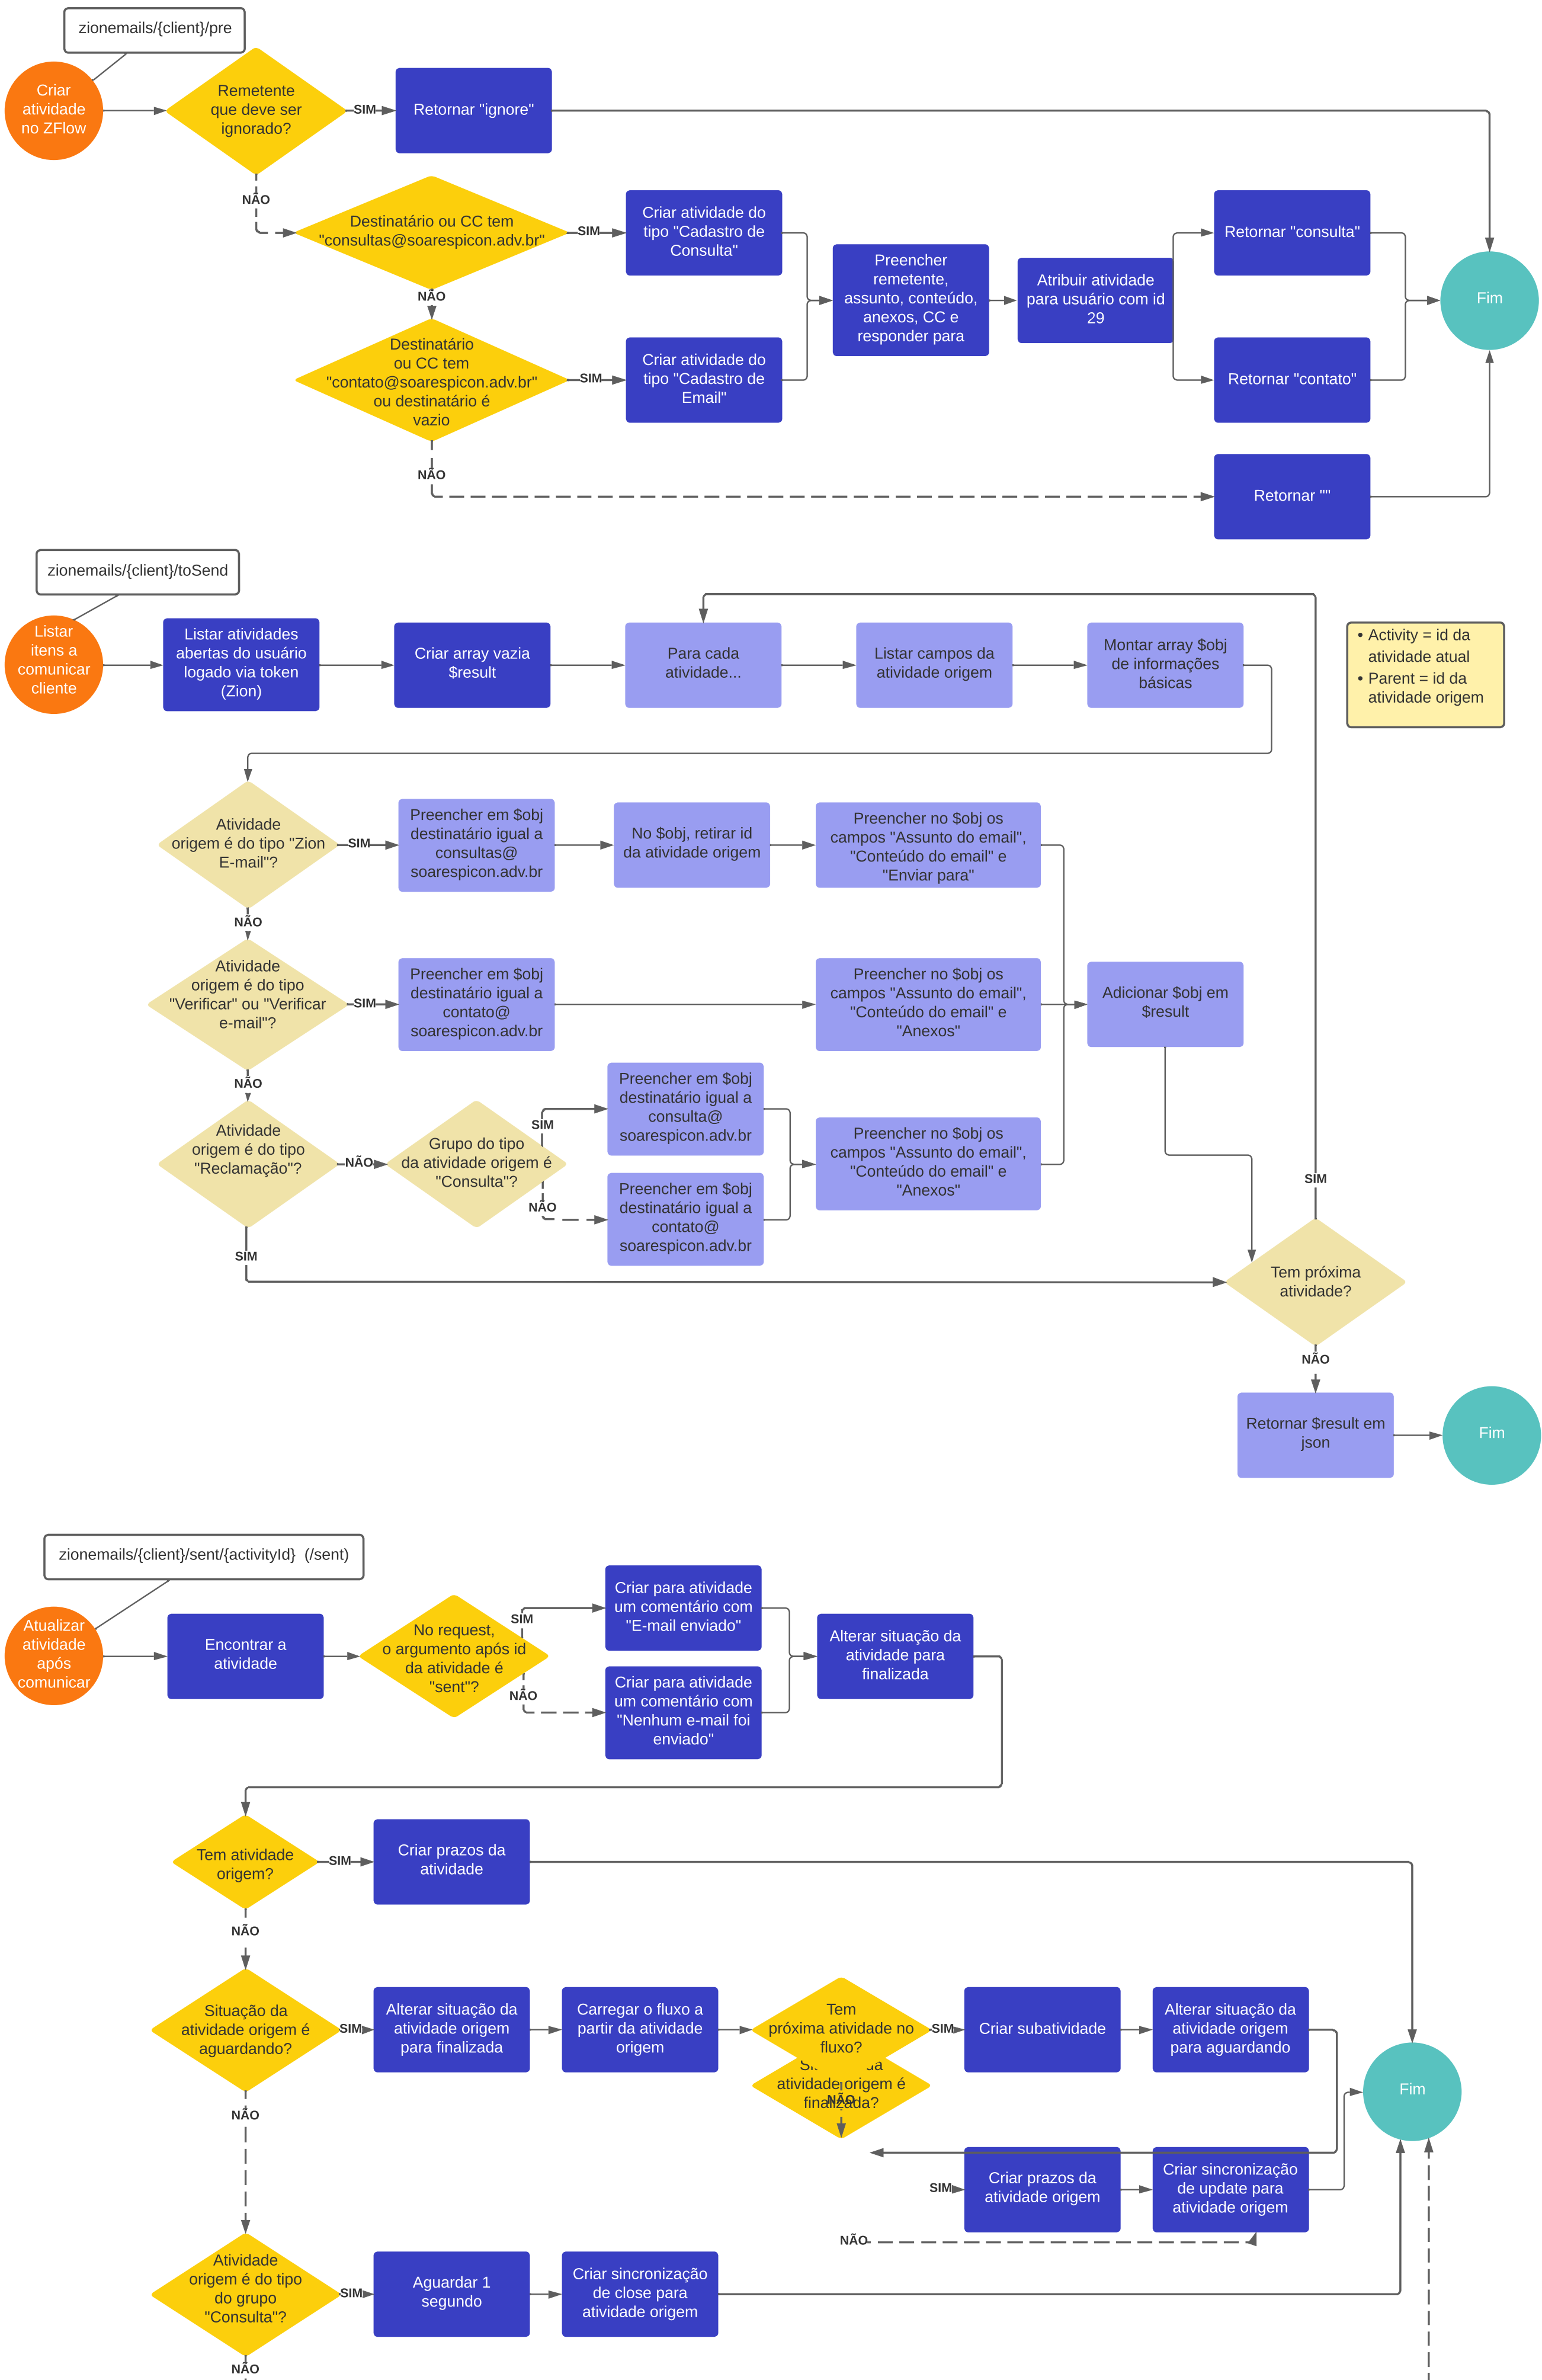 zionemails/{client}/pre
Criar
atividade
no ZFlow
Remetente
que deve ser
ignorado?
SIM
Retornar "ignore"
NÃO
Destinatário ou CC tem
"consultas@soarespicon.adv.br"
SIM
Criar atividade do
tipo "Cadastro de
Consulta"
NÃO
Destinatário
ou CC tem
"contato@soarespicon.adv.br"
ou destinatário é
vazio
SIM
Criar atividade do
tipo "Cadastro de
Email"
Preencher
remetente,
assunto, conteúdo,
anexos, CC e
responder para
Atribuir atividade
para usuário com id
29
Retornar "consulta"
Retornar "contato"
Fim
NÃO
Retornar ""
zionemails/{client}/toSend
Listar
itens a
comunicar
cliente
Listar atividades
abertas do usuário
logado via token
(Zion)
Criar array vazia
$result
Para cada
atividade...
Listar campos da
atividade origem
Montar array $obj
de informações
básicas
• Activity = id da
atividade atual
• Parent = id da
atividade origem
Atividade
origem é do tipo "Zion
E-mail"?
SIM
Preencher em $obj
destinatário igual a
consultas@
soarespicon.adv.br
No $obj, retirar id
da atividade origem
Preencher no $obj os
campos "Assunto do email",
"Conteúdo do email" e
"Enviar para"
NÃO
Atividade
origem é do tipo
"Verificar" ou "Verificar
e-mail"?
SIM
Preencher em $obj
destinatário igual a
contato@
soarespicon.adv.br
Preencher no $obj os
campos "Assunto do email",
"Conteúdo do email" e
"Anexos"
Adicionar $obj em
$result
NÃO
Atividade
origem é do tipo
"Reclamação"?
NÃO
Grupo do tipo
da atividade origem é
"Consulta"?
SIM
Preencher em $obj
destinatário igual a
consulta@
soarespicon.adv.br
NÃO
Preencher em $obj
destinatário igual a
contato@
soarespicon.adv.br
Preencher no $obj os
campos "Assunto do email",
"Conteúdo do email" e
"Anexos"
SIM
SIM
Tem próxima
atividade?
NÃO
Retornar $result em
json
Fim
zionemails/{client}/sent/{activityId}  (/sent)
Atualizar
atividade
após
comunicar
Encontrar a
atividade
No request,
o argumento após id
da atividade é
"sent"?
SIM
Criar para atividade
um comentário com
"E-mail enviado"
NÃO
Criar para atividade
um comentário com
"Nenhum e-mail foi
enviado"
Alterar situação da
atividade para
finalizada
Tem atividade
origem?
SIM
Criar prazos da
atividade
NÃO
Situação da
atividade origem é
aguardando?
SIM
Alterar situação da
atividade origem
para finalizada
Carregar o fluxo a
partir da atividade
origem
Tem
próxima atividade no
fluxo?
SIM
Criar subatividade
Alterar situação da
atividade origem
para aguardando
da
atividade origem é
finalizada?
NÃO
Fim
NÃO
SIM
Criar prazos da
atividade origem
Criar sincronização
de update para
atividade origem
NÃO
Atividade
origem é do tipo
do grupo
"Consulta"?
SIM
Aguardar 1
segundo
Criar sincronização
de close para
atividade origem
NÃO